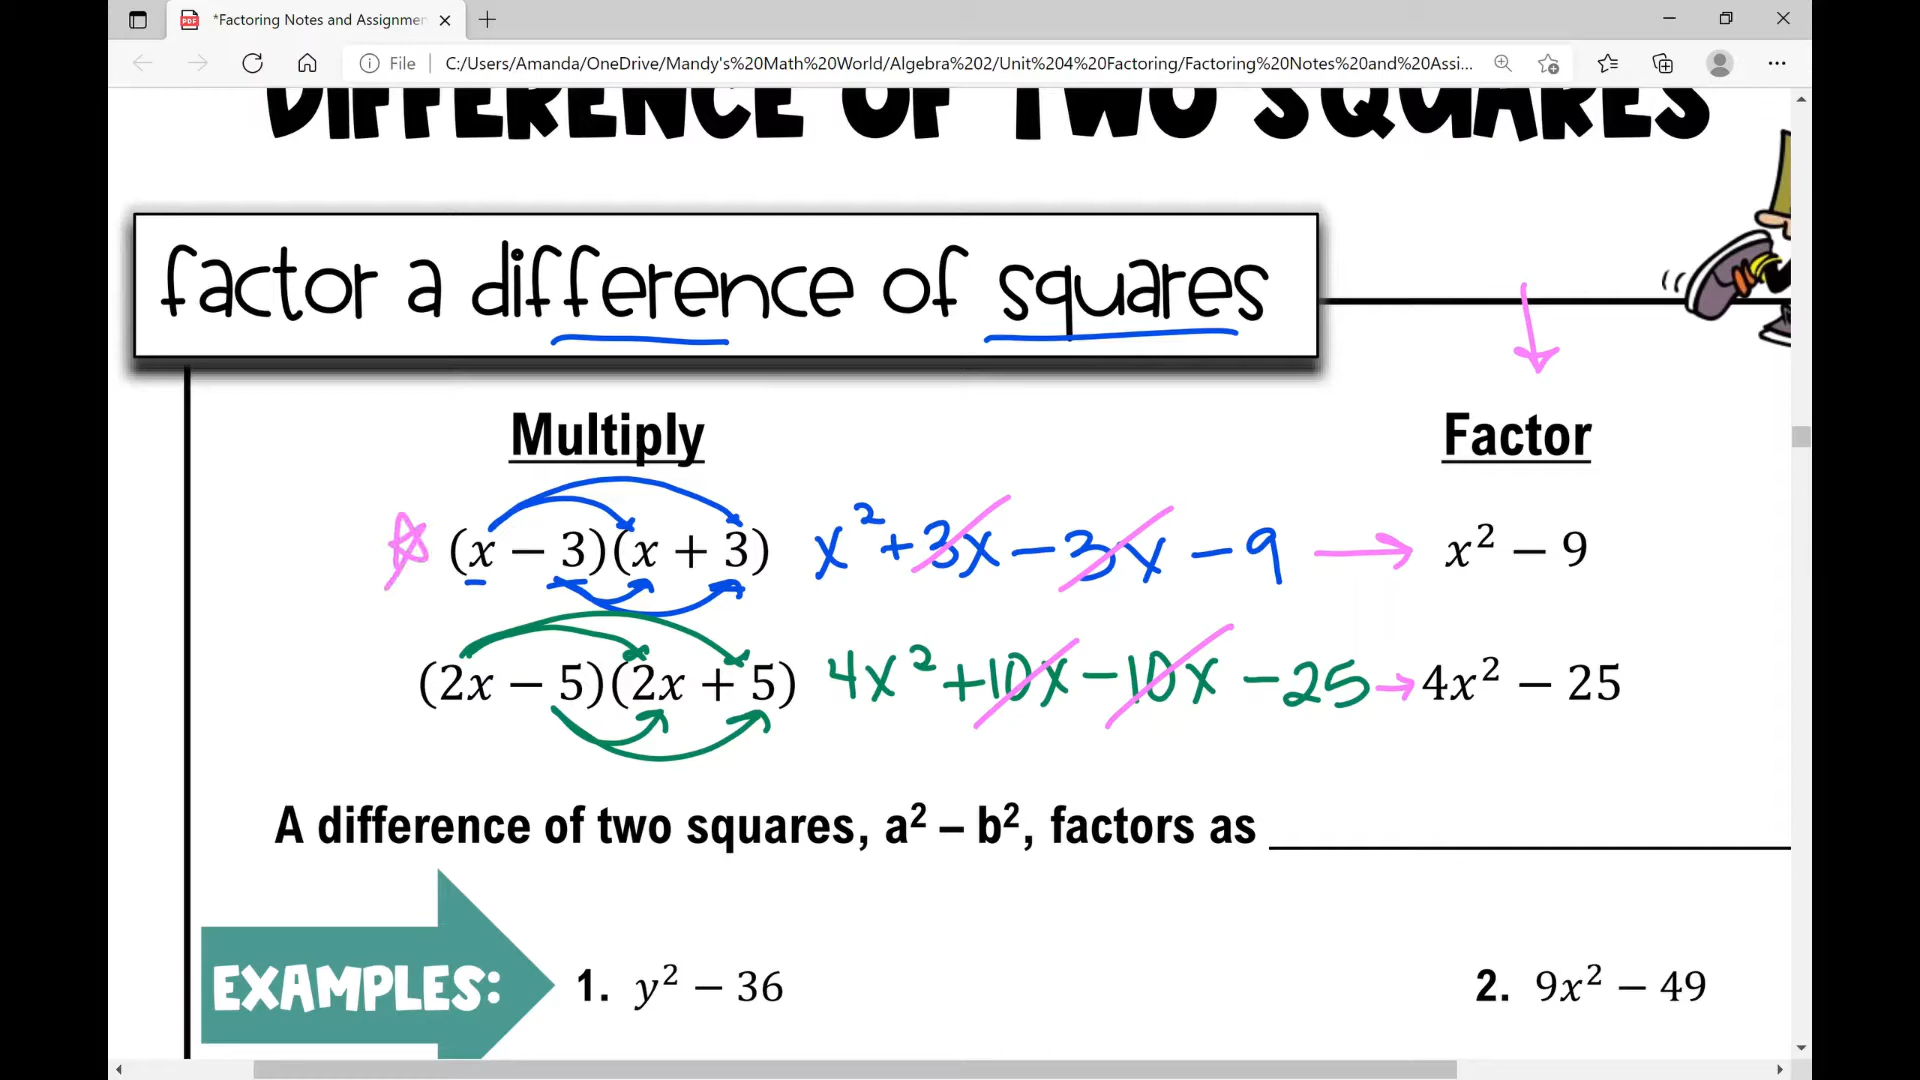 *Factoring Notes and Assignmen
File
C:/Users/Amanda/OneDrive/Mandy's%20Math%20World/Algebra%202/Unit%204%20Factoring/Factoring%20Notes%20and%20Assi...
DIFFERENCE OF TWO SQUARES
factor a difference of squares
Multiply Factor
(x − 3)(x + 3) x² + 3x − 3x − 9 → x² − 9
(2x − 5)(2x + 5) 4x² + 10x − 10x − 25 → 4x² − 25
A difference of two squares, a² – b², factors as
EXAMPLES: 1. y² − 36 2. 9x² − 49